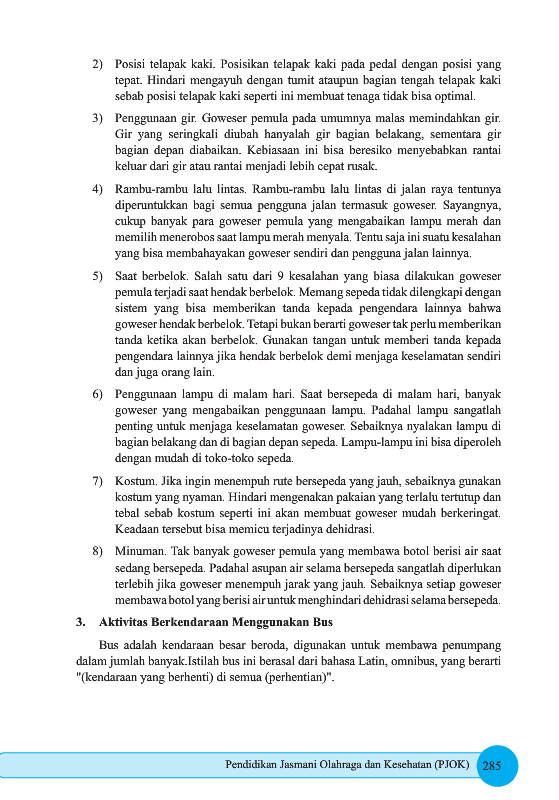 2) Posisi telapak kaki. Posisikan telapak kaki pada pedal dengan posisi yang
tepat. Hindari mengayuh dengan tumit ataupun bagian tengah telapak kaki
sebab posisi telapak kaki seperti ini membuat tenaga tidak bisa optimal.
3) Penggunaan gir. Goweser pemula pada umumnya malas memindahkan gir.
Gir yang seringkali diubah hanyalah gir bagian belakang, sementara gir
bagian depan diabaikan. Kebiasaan ini bisa beresiko menyebabkan rantai
keluar dari gir atau rantai menjadi lebih cepat rusak.
4) Rambu-rambu lalu lintas. Rambu-rambu lalu lintas di jalan raya tentunya
diperuntukkan bagi semua pengguna jalan termasuk goweser. Sayangnya,
cukup banyak para goweser pemula yang mengabaikan lampu merah dan
memilih menerobos saat lampu merah menyala. Tentu saja ini suatu kesalahan
yang bisa membahayakan goweser sendiri dan pengguna jalan lainnya.
5) Saat berbelok. Salah satu dari 9 kesalahan yang biasa dilakukan goweser
pemula terjadi saat hendak berbelok. Memang sepeda tidak dilengkapi dengan
sistem yang bisa memberikan tanda kepada pengendara lainnya bahwa
goweser hendak berbelok. Tetapi bukan berarti goweser tak perlu memberikan
tanda ketika akan berbelok. Gunakan tangan untuk memberi tanda kepada
pengendara lainnya jika hendak berbelok demi menjaga keselamatan sendiri
dan juga orang lain.
6) Penggunaan lampu di malam hari. Saat bersepeda di malam hari, banyak
goweser yang mengabaikan penggunaan lampu. Padahal lampu sangatlah
penting untuk menjaga keselamatan goweser. Sebaiknya nyalakan lampu di
bagian belakang dan di bagian depan sepeda. Lampu-lampu ini bisa diperoleh
dengan mudah di toko-toko sepeda.
7) Kostum. Jika ingin menempuh rute bersepeda yang jauh, sebaiknya gunakan
kostum yang nyaman. Hindari mengenakan pakaian yang terlalu tertutup dan
tebal sebab kostum seperti ini akan membuat goweser mudah berkeringat.
Keadaan tersebut bisa memicu terjadinya dehidrasi.
8) Minuman. Tak banyak goweser pemula yang membawa botol berisi air saat
sedang bersepeda. Padahal asupan air selama bersepeda sangatlah diperlukan
terlebih jika goweser menempuh jarak yang jauh. Sebaiknya setiap goweser
membawa botol yang berisi air untuk menghindari dehidrasi selama bersepeda.
3. Aktivitas Berkendaraan Menggunakan Bus
Bus adalah kendaran besar beroda, digunakan untuk membawa penumpang
dalam jumlah banyak.Istilah bus ini berasal dari bahasa Latin, omnibus, yang berarti
"(kendaraan yang berhenti) di semua (perhentian)".
Pendidikan Jasmani Olahraga dan Kesehatan (PJOK) 285